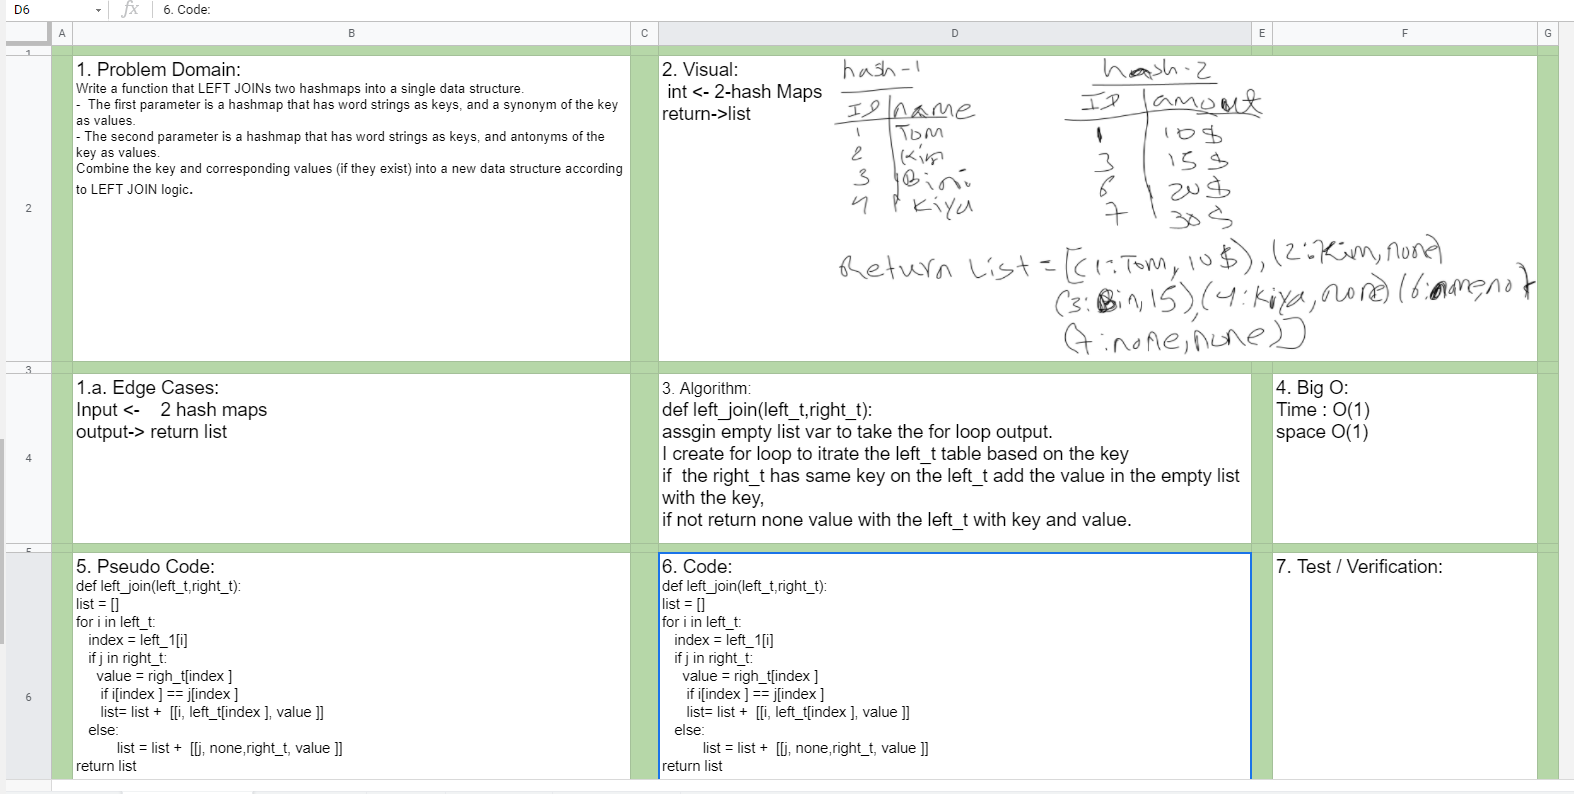 D6
fx
6. Code:
A B C D E F G
1
1. Problem Domain:
Write a function that LEFT JOINs two hashmaps into a single data structure.
- The first parameter is a hashmap that has word strings as keys, and a synonym of the key
as values.
- The second parameter is a hashmap that has word strings as keys, and antonyms of the
key as values.
Combine the key and corresponding values (if they exist) into a new data structure according
to LEFT JOIN logic.
2
2. Visual:
int <- 2-hash Maps
return->list
hash-1
ID name
1 Tom
2 Kim
3 Bini
4 Kiya
hash-2
ID amount
1 10$
3 15$
6 20$
7 30$
Return List = [(1:Tom, 10$), (2:Kim, none)
(3:Bin, 15), (4:Kiya, none) (6:
(7:none, none)]
3
1.a. Edge Cases:
Input <- 2 hash maps
output-> return list
4
3. Algorithm:
def left_join(left_t,right_t):
assgin empty list var to take the for loop output.
I create for loop to itrate the left_t table based on the key
if the right_t has same key on the left_t add the value in the empty list
with the key,
if not return none value with the left_t with key and value.
4. Big O:
Time : O(1)
space O(1)
5
5. Pseudo Code:
def left_join(left_t,right_t):
list = []
for i in left_t:
index = left_1[i]
if j in right_t:
value = righ_t[index ]
if i[index ] == j[index ]
list= list + [[i, left_t[index ], value ]]
else:
list = list + [[j, none,right_t, value ]]
return list
6
6. Code:
def left_join(left_t,right_t):
list = []
for i in left_t:
index = left_1[i]
if j in right_t:
value = righ_t[index ]
if i[index ] == j[index ]
list= list + [[i, left_t[index ], value ]]
else:
list = list + [[j, none,right_t, value ]]
return list
7. Test / Verification: